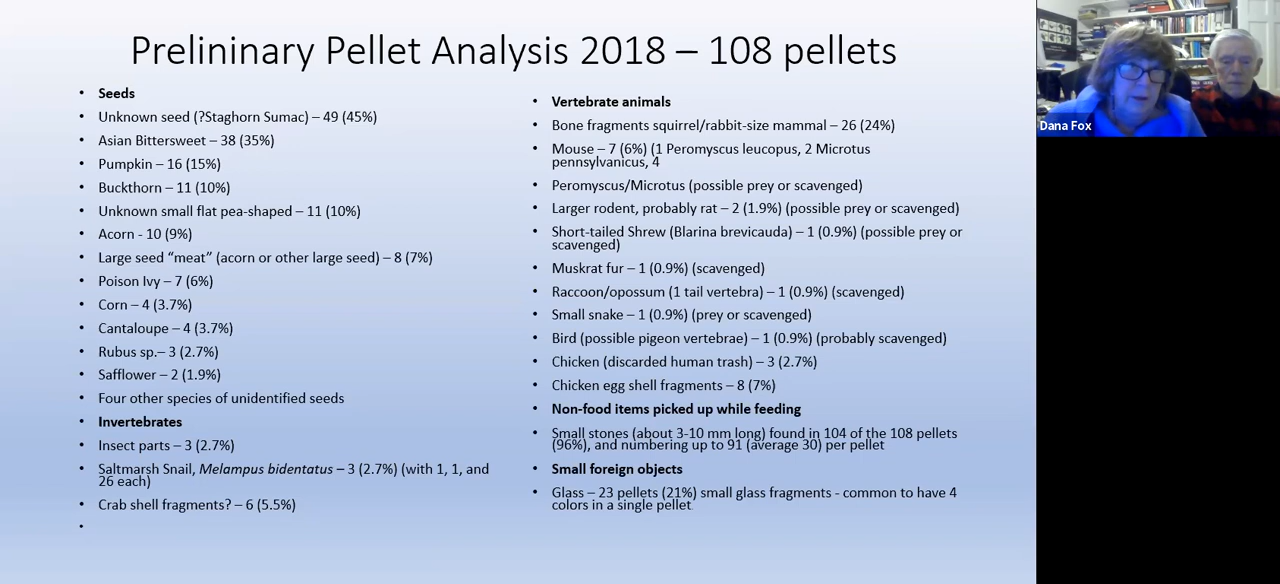 Prelininary Pellet Analysis 2018 – 108 pellets
• Seeds
• Unknown seed (?Staghorn Sumac) – 49 (45%)
• Asian Bittersweet – 38 (35%)
• Pumpkin – 16 (15%)
• Buckthorn – 11 (10%)
• Unknown small flat pea-shaped – 11 (10%)
• Acorn - 10 (9%)
• Large seed “meat” (acorn or other large seed) – 8 (7%)
• Poison Ivy – 7 (6%)
• Corn – 4 (3.7%)
• Cantaloupe – 4 (3.7%)
• Rubus sp.– 3 (2.7%)
• Safflower – 2 (1.9%)
• Four other species of unidentified seeds
• Invertebrates
• Insect parts – 3 (2.7%)
• Saltmarsh Snail, Melampus bidentatus – 3 (2.7%) (with 1, 1, and
26 each)
• Crab shell fragments? – 6 (5.5%)
•
• Vertebrate animals
• Bone fragments squirrel/rabbit-size mammal – 26 (24%)
• Mouse – 7 (6%) (1 Peromyscus leucopus, 2 Microtus
pennsylvanicus, 4
• Peromyscus/Microtus (possible prey or scavenged)
• Larger rodent, probably rat – 2 (1.9%) (possible prey or scavenged)
• Short-tailed Shrew (Blarina brevicauda) – 1 (0.9%) (possible prey or
scavenged)
• Muskrat fur – 1 (0.9%) (scavenged)
• Raccoon/opossum (1 tail vertebra) – 1 (0.9%) (scavenged)
• Small snake – 1 (0.9%) (prey or scavenged)
• Bird (possible pigeon vertebrae) – 1 (0.9%) (probably scavenged)
• Chicken (discarded human trash) – 3 (2.7%)
• Chicken egg shell fragments – 8 (7%)
• Non-food items picked up while feeding
• Small stones (about 3-10 mm long) found in 104 of the 108 pellets
(96%), and numbering up to 91 (average 30) per pellet
• Small foreign objects
• Glass – 23 pellets (21%) small glass fragments - common to have 4
colors in a single pellet
Dana Fox